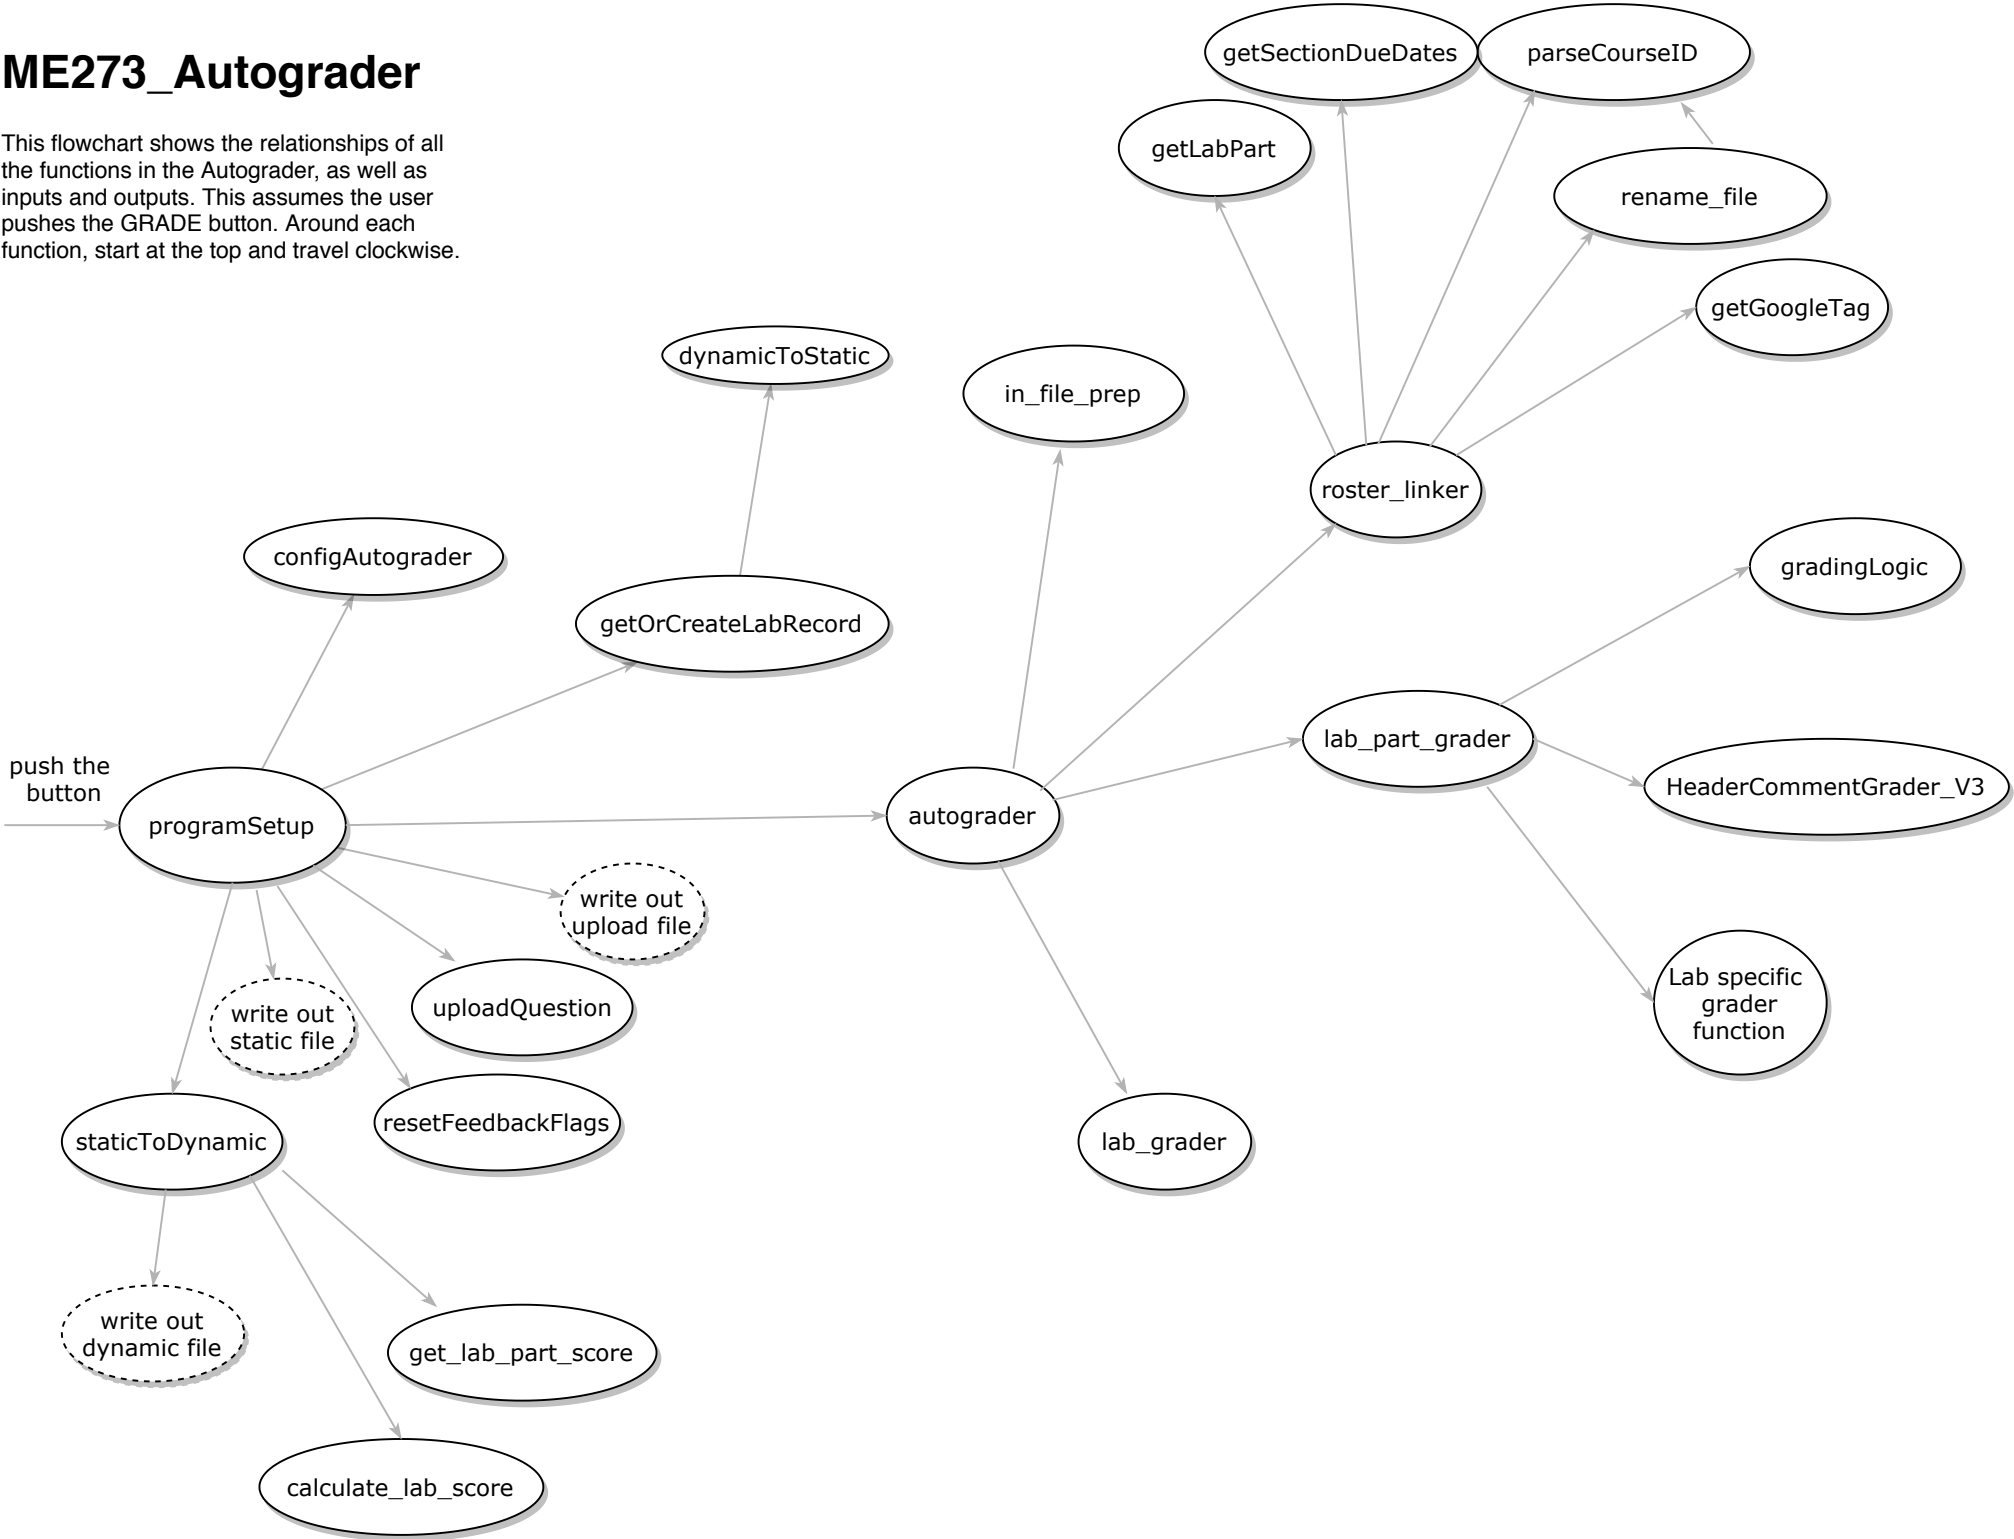 ME273_Autograder
This flowchart shows the relationships of all
the functions in the Autograder, as well as
inputs and outputs. This assumes the user
pushes the GRADE button. Around each
function, start at the top and travel clockwise.
getSectionDueDates
parseCourseID
getLabPart
rename_file
getGoogleTag
dynamicToStatic
in_file_prep
roster_linker
configAutograder
gradingLogic
getOrCreateLabRecord
lab_part_grader
push the
button
HeaderCommentGrader_V3
programSetup
autograder
write out
upload file
Lab specific
grader
function
uploadQuestion
write out
static file
resetFeedbackFlags
staticToDynamic
lab_grader
write out
dynamic file
get_lab_part_score
calculate_lab_score